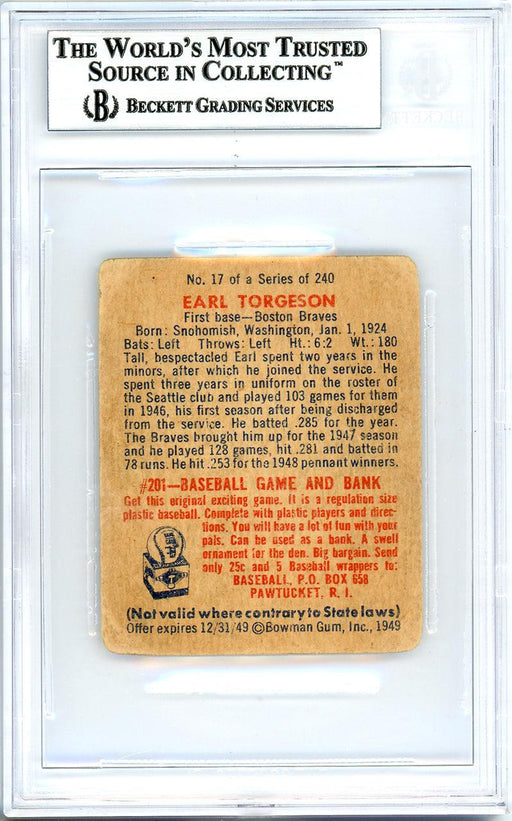 THE WORLD'S MOST TRUSTED
SOURCE IN COLLECTING™
B BECKETT GRADING SERVICES
BECKETT
No. 17 of a Series of 240
EARL TORGESON
First base—Boston Braves
Born: Snohomish, Washington, Jan. 1, 1924
Bats: Left Throws: Left Ht.: 6:2 Wt.: 180
Tall, bespectacled Earl spent two years in the
minors, after which he joined the service. He
spent three years in uniform on the roster of
the Seattle club and played 103 games for them
in 1946, his first season after being discharged
from the service. He batted .285 for the year.
The Braves brought him up for the 1947 season
and he played 128 games, hit .281 and batted in
78 runs. He hit .253 for the 1948 pennant winners.
#201—BASEBALL GAME AND BANK
Get this original exciting game. It is a regulation size
plastic baseball. Complete with plastic players and direc-
tions. You will have a lot of fun with your
pals. Can be used as a bank. A swell
ornament for the den. Big bargain. Send
only 25c and 5 Baseball wrappers to:
BASEBALL, P.O. BOX 658
PAWTUCKET, R. I.
(Not valid where contrary to State laws)
Offer expires 12/31/49 ©Bowman Gum, Inc., 1949